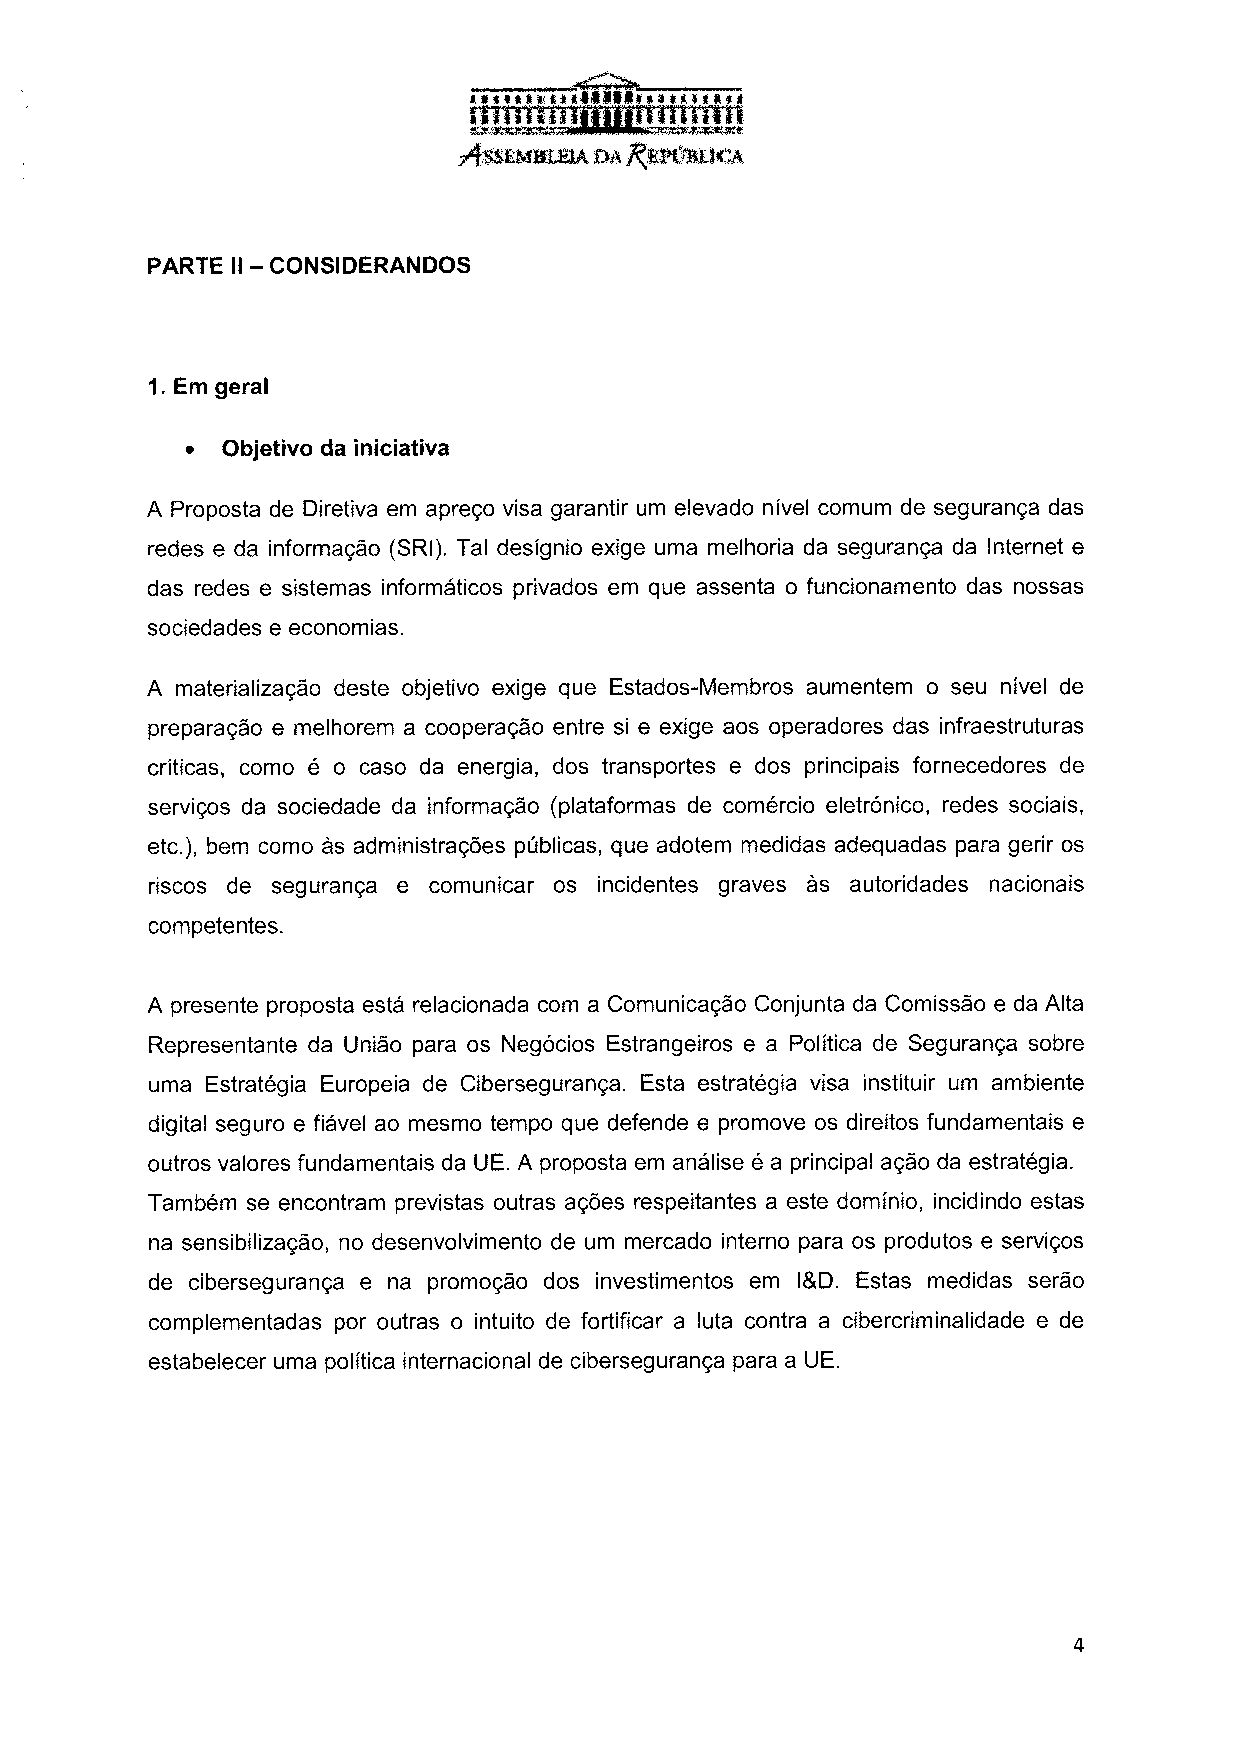 ASSEMBLEIA DA REPÚBLICA
PARTE II – CONSIDERANDOS
1. Em geral
• Objetivo da iniciativa
A Proposta de Diretiva em apreço visa garantir um elevado nível comum de segurança das
redes e da informação (SRI). Tal desígnio exige uma melhoria da segurança da Internet e
das redes e sistemas informáticos privados em que assenta o funcionamento das nossas
sociedades e economias.
A materialização deste objetivo exige que Estados-Membros aumentem o seu nível de
preparação e melhorem a cooperação entre si e exige aos operadores das infraestruturas
criticas, como é o caso da energia, dos transportes e dos principais fornecedores de
serviços da sociedade da informação (plataformas de comércio eletrónico, redes sociais,
etc.), bem como às administrações públicas, que adotem medidas adequadas para gerir os
riscos de segurança e comunicar os incidentes graves às autoridades nacionais
competentes.
A presente proposta está relacionada com a Comunicação Conjunta da Comissão e da Alta
Representante da União para os Negócios Estrangeiros e a Política de Segurança sobre
uma Estratégia Europeia de Cibersegurança. Esta estratégia visa instituir um ambiente
digital seguro e fiável ao mesmo tempo que defende e promove os direitos fundamentais e
outros valores fundamentais da UE. A proposta em análise é a principal ação da estratégia.
Também se encontram previstas outras ações respeitantes a este domínio, incidindo estas
na sensibilização, no desenvolvimento de um mercado interno para os produtos e serviços
de cibersegurança e na promoção dos investimentos em I&D. Estas medidas serão
complementadas por outras o intuito de fortificar a luta contra a cibercriminalidade e de
estabelecer uma política internacional de cibersegurança para a UE.
4